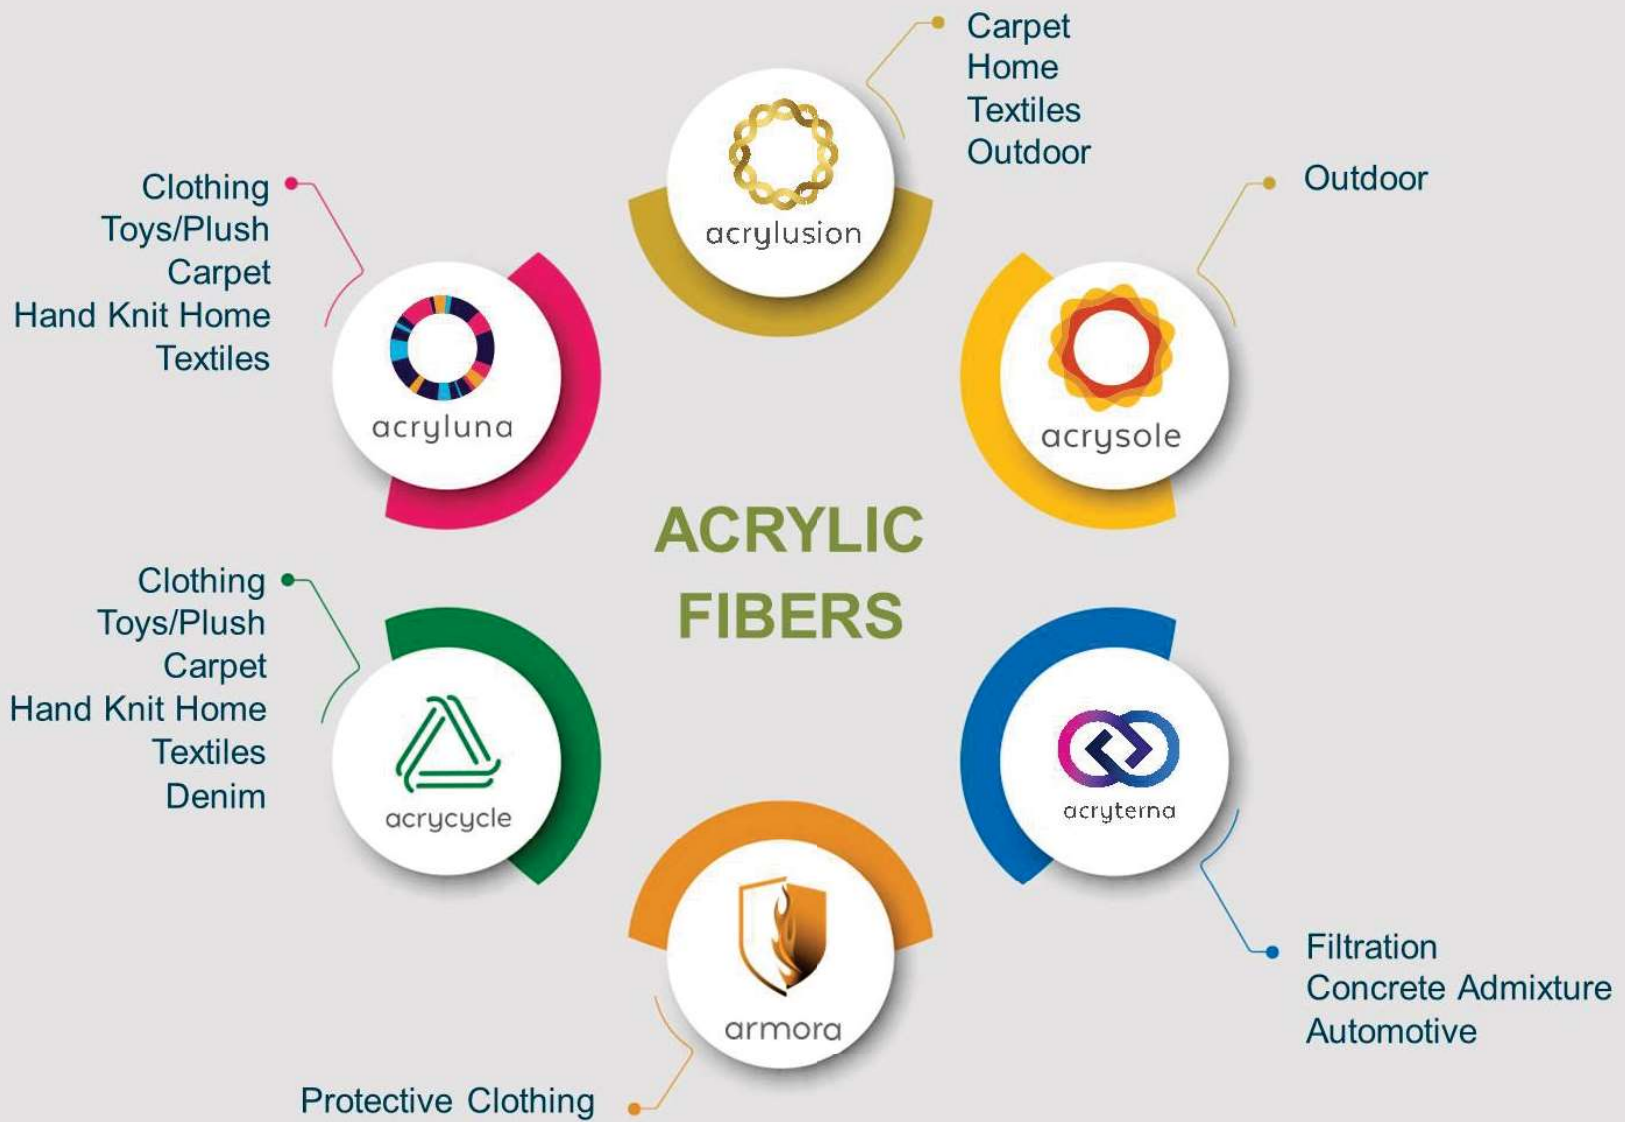 Carpet
Home
Textiles
Outdoor
acrylusion
Outdoor
acrysole
Clothing
Toys/Plush
Carpet
Hand Knit Home
Textiles
acryluna
ACRYLIC
FIBERS
Clothing
Toys/Plush
Carpet
Hand Knit Home
Textiles
Denim
acrycycle
acryterna
Filtration
Concrete Admixture
Automotive
armora
Protective Clothing